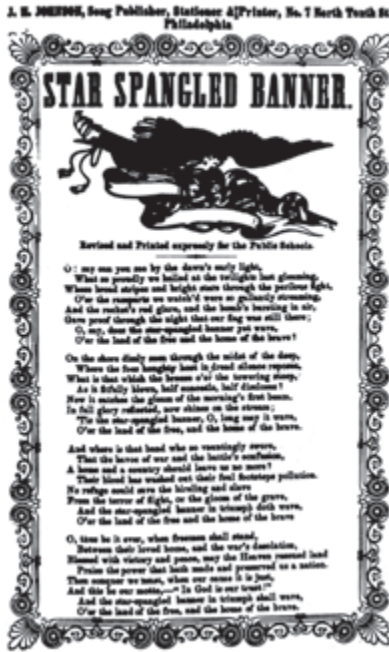 J. H. JOHNSON, Song Publisher, Stationer & Printer, No. 7 North Tenth
Philadelphia
STAR SPANGLED BANNER.
Revised and Printed expressly for the Public Schools.
O! say can you see by the dawn's early light,
What so proudly we hailed at the twilight's last gleaming,
Whose broad stripes and bright stars through the perilous fight,
O'er the ramparts we watch'd were so gallantly streaming,
And the rocket's red glare, and the bomb's bursting in air,
Gave proof through the night that our flag was still there;
O, say, does the star-spangled banner yet wave,
O'er the land of the free and the home of the brave?
On the shore dimly seen through the midst of the deep,
Where the foes haughty host in dread silence reposes,
What is that which the breeze o'er the towering steep,
As it fitfully blows, half conceals, half discloses?
Now it catches the gleam of the morning's first beam.
In full glory reflected, now shines on the stream;
'Tis the star-spangled banner, O, long may it wave,
O'er the land of the free, and the home of the brave.
And where is that band who so vauntingly swore,
That the havoc of war and the battle's confusion,
A home and a country should leave us no more?
Their blood has washed out their foul footsteps pollution.
No refuge could save the hireling and slave
From the terror of flight, or the gloom of the grave,
And the star-spangled banner in triumph doth wave,
O'er the land of the free and the home of the brave
O, thus be it ever, when freemen shall stand,
Between their loved home, and the war's desolation,
Blessed with victory and peace, may the Heaven rescued land
Praise the power that hath made and preserved us a nation.
Then conquer we must, when our cause it is just,
And this be our motto,—"In God is our trust!"
And the star-spangled banner in triumph shall wave,
O'er the land of the free, and the home of the brave.